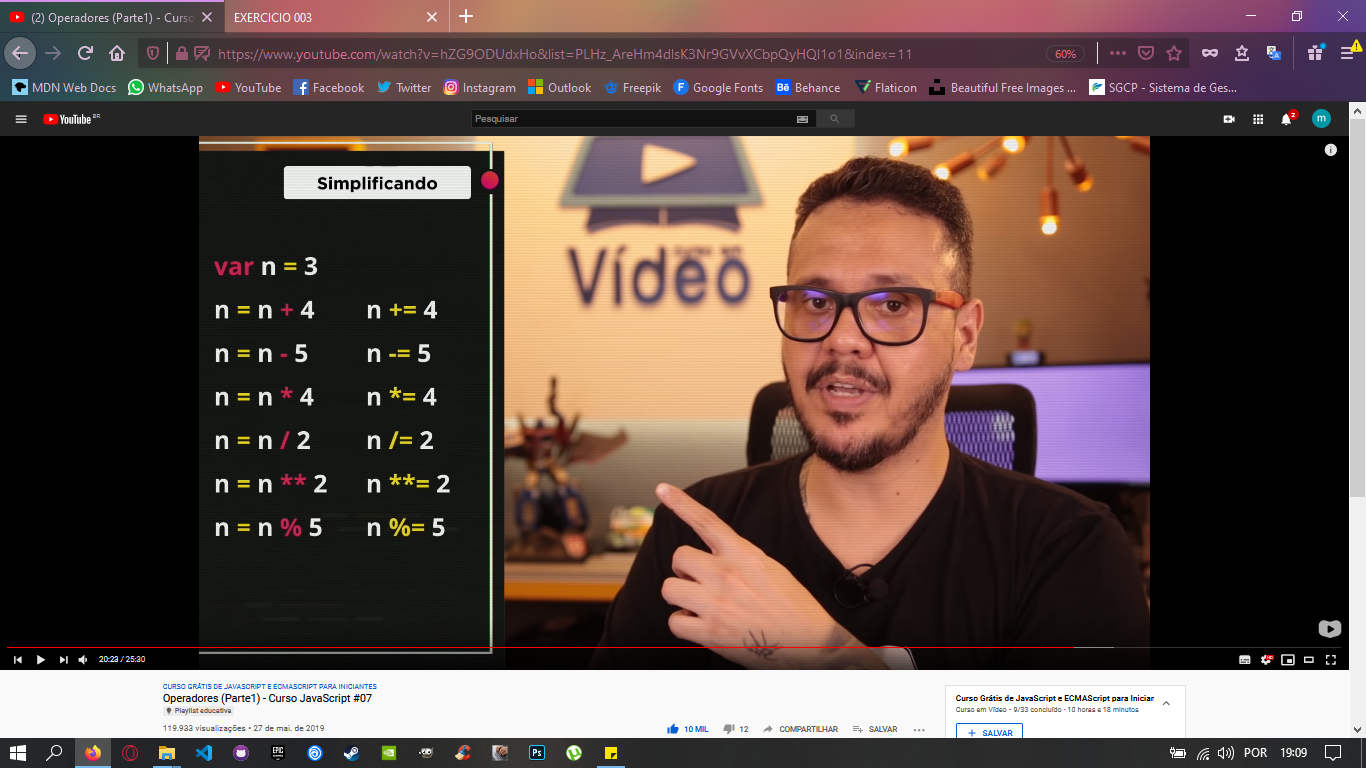 (2) Operadores (Parte1) - Curso
EXERCICIO 003
https://www.youtube.com/watch?v=hZG9ODUdxHo&list=PLHz_AreHm4dlsK3Nr9GVvXCbpQyHQl1o1&index=11
60%
MDN Web Docs WhatsApp YouTube Facebook Twitter Instagram Outlook Freepik Google Fonts Behance Flaticon Beautiful Free Images ... SGCP - Sistema de Ges...
YouTube BR
Pesquisar
2
m
Simplificando
CURSO EM
Vídeo
var n = 3
n = n + 4 n += 4
n = n - 5 n -= 5
n = n * 4 n *= 4
n = n / 2 n /= 2
n = n ** 2 n **= 2
n = n % 5 n %= 5
20:23 / 25:30
CURSO GRÁTIS DE JAVASCRIPT E ECMASCRIPT PARA INICIANTES
Operadores (Parte1) - Curso JavaScript #07
Playlist educativa
119.933 visualizações • 27 de mai. de 2019
10 MIL 12 COMPARTILHAR SALVAR
Curso Grátis de JavaScript e ECMAScript para Iniciar
Curso em Vídeo • 9/33 concluído • 10 horas e 18 minutos
SALVAR
POR 19:09